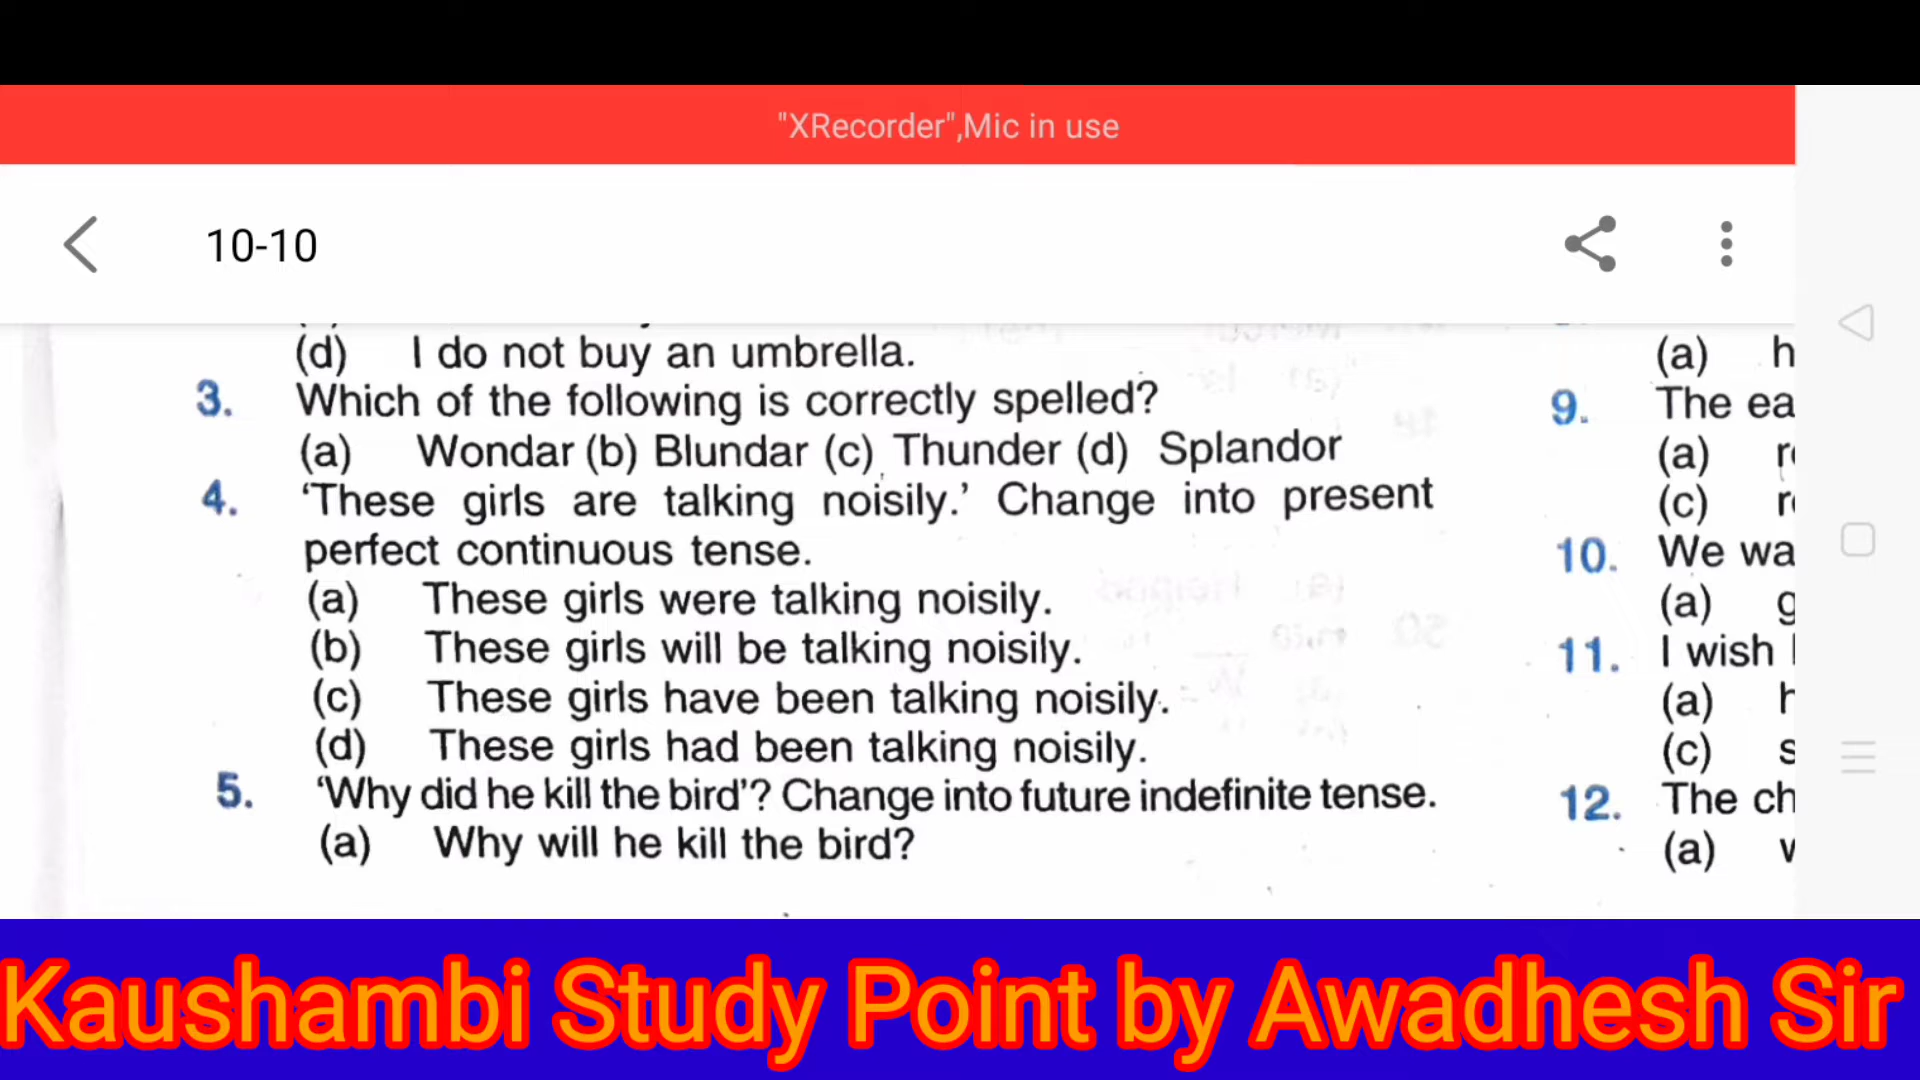 "XRecorder",Mic in use
10-10
(d) I do not buy an umbrella.
3. Which of the following is correctly spelled?
(a) Wondar (b) Blundar (c) Thunder (d) Splandor
4. ‘These girls are talking noisily.’ Change into present
perfect continuous tense.
(a) These girls were talking noisily.
(b) These girls will be talking noisily.
(c) These girls have been talking noisily.
(d) These girls had been talking noisily.
5. ‘Why did he kill the bird’? Change into future indefinite tense.
(a) Why will he kill the bird?
(a) h
9. The ea
(a) r
(c) r
10. We wa
(a) g
11. I wish
(a) h
(c) s
12. The ch
(a)
Kaushambi Study Point by Awadhesh Sir